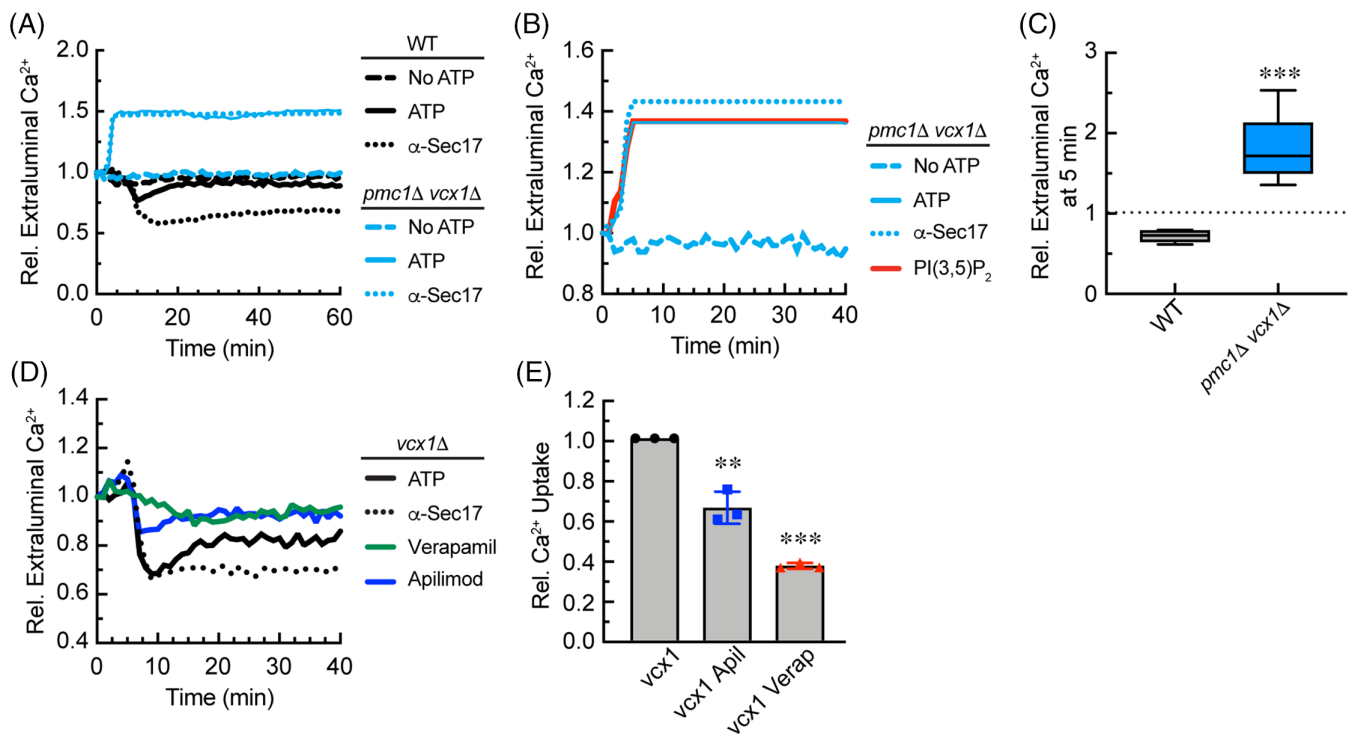 (A)
Rel. Extraluminal Ca²⁺
2.0
1.5
1.0
0.5
0.0
0
20
40
60
Time (min)
WT
No ATP
ATP
α-Sec17
pmc1Δ vcx1Δ
No ATP
ATP
α-Sec17
(B)
Rel. Extraluminal Ca²⁺
1.6
1.4
1.2
1.0
0.8
0
10
20
30
40
Time (min)
pmc1Δ vcx1Δ
No ATP
ATP
α-Sec17
PI(3,5)P₂
(C)
Rel. Extraluminal Ca²⁺
at 5 min
3
2
1
0
***
WT
pmc1Δ vcx1Δ
(D)
Rel. Extraluminal Ca²⁺
1.4
1.2
1.0
0.8
0.6
0.4
0
10
20
30
40
Time (min)
vcx1Δ
ATP
α-Sec17
Verapamil
Apilimod
(E)
Rel. Ca²⁺ Uptake
1.2
1.0
0.8
0.6
0.4
0.2
0.0
**
***
vcx1
vcx1 Apil
vcx1 Verap